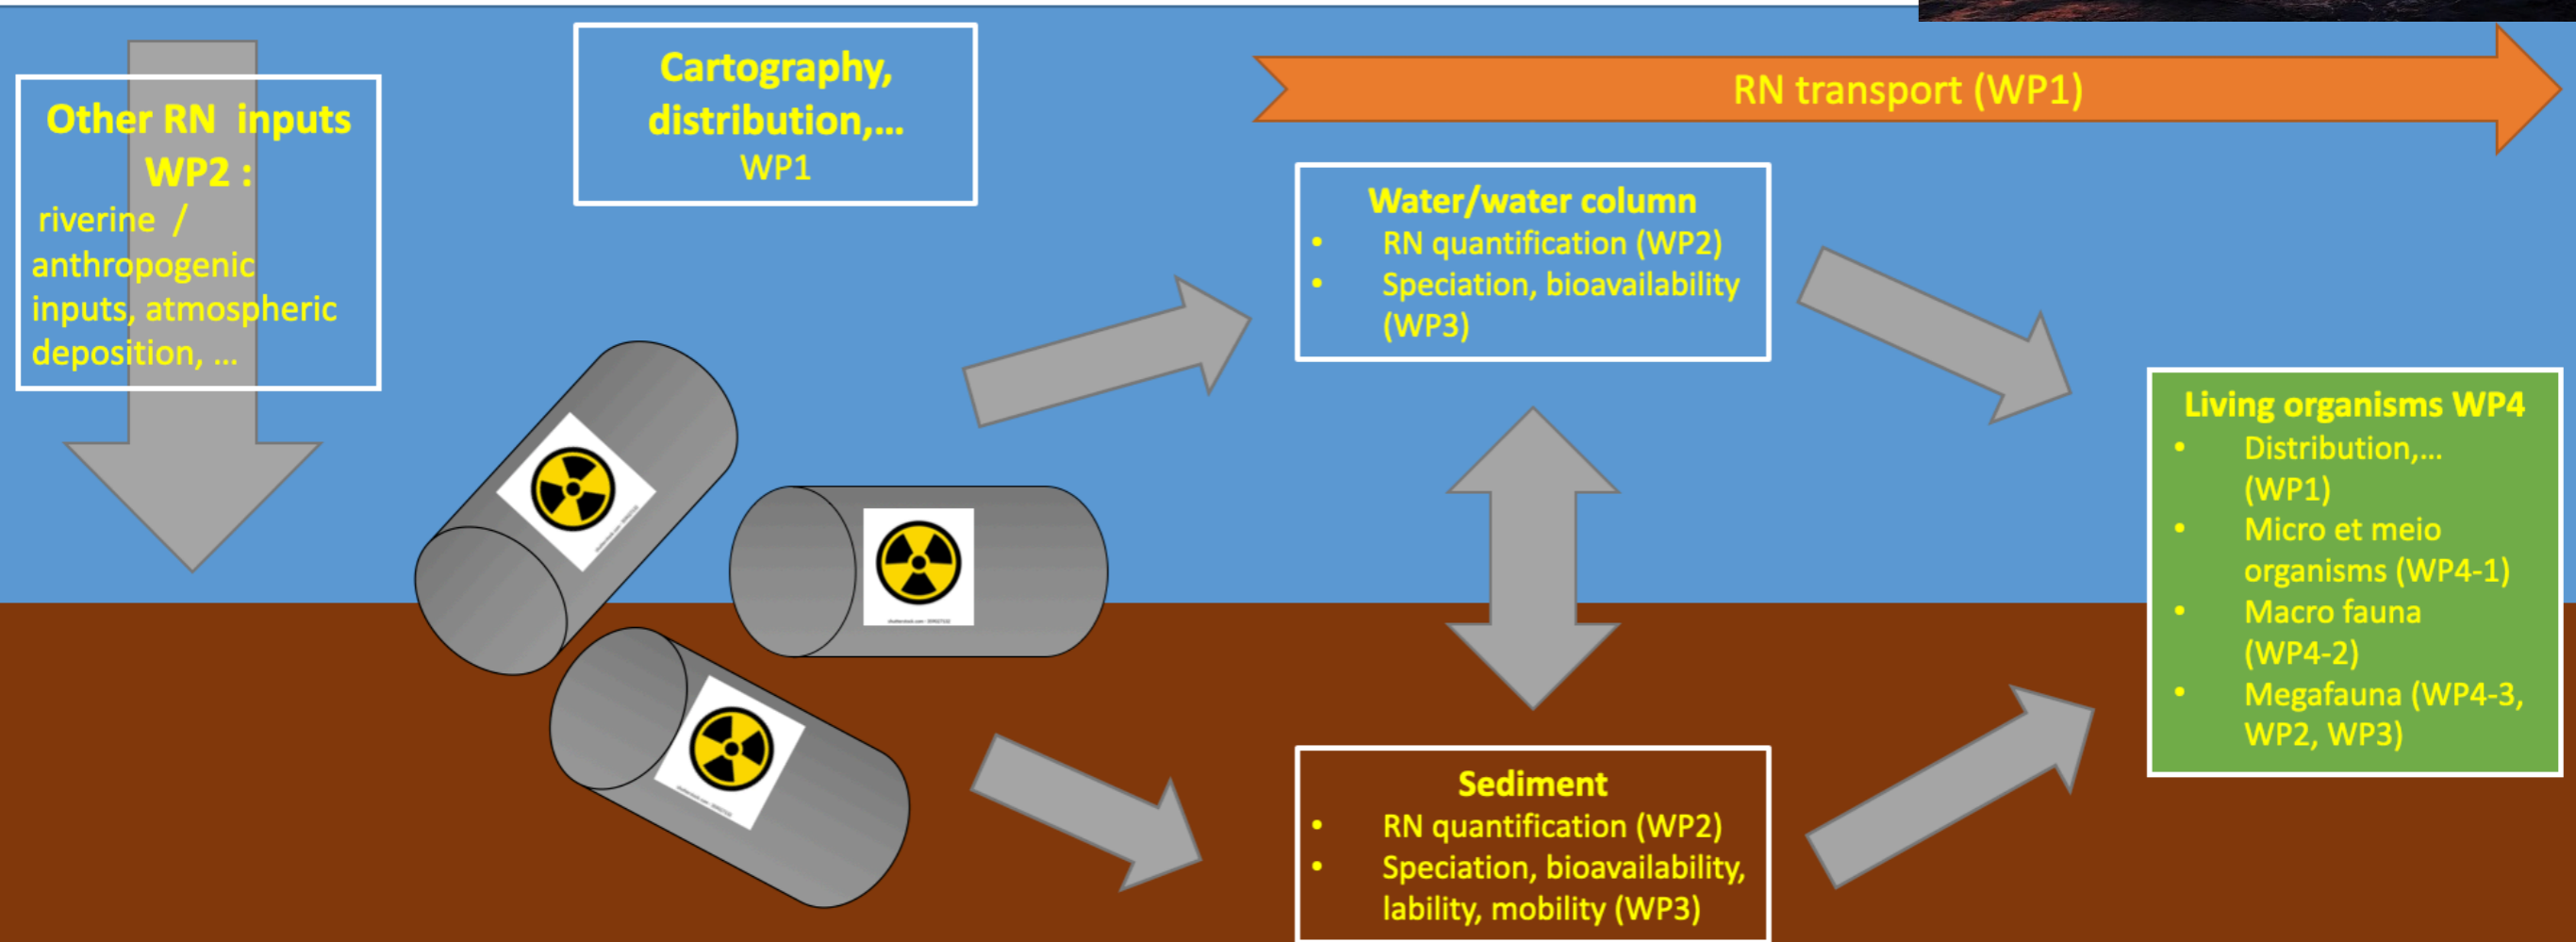 Other RN inputs
WP2 :
riverine /
anthropogenic
inputs, atmospheric
deposition, ...
Cartography,
distribution,...
WP1
RN transport (WP1)
Water/water column
• RN quantification (WP2)
• Speciation, bioavailability
(WP3)
Living organisms WP4
• Distribution,...
(WP1)
• Micro et meio
organisms (WP4-1)
• Macro fauna
(WP4-2)
• Megafauna (WP4-3,
WP2, WP3)
Sediment
• RN quantification (WP2)
• Speciation, bioavailability,
lability, mobility (WP3)